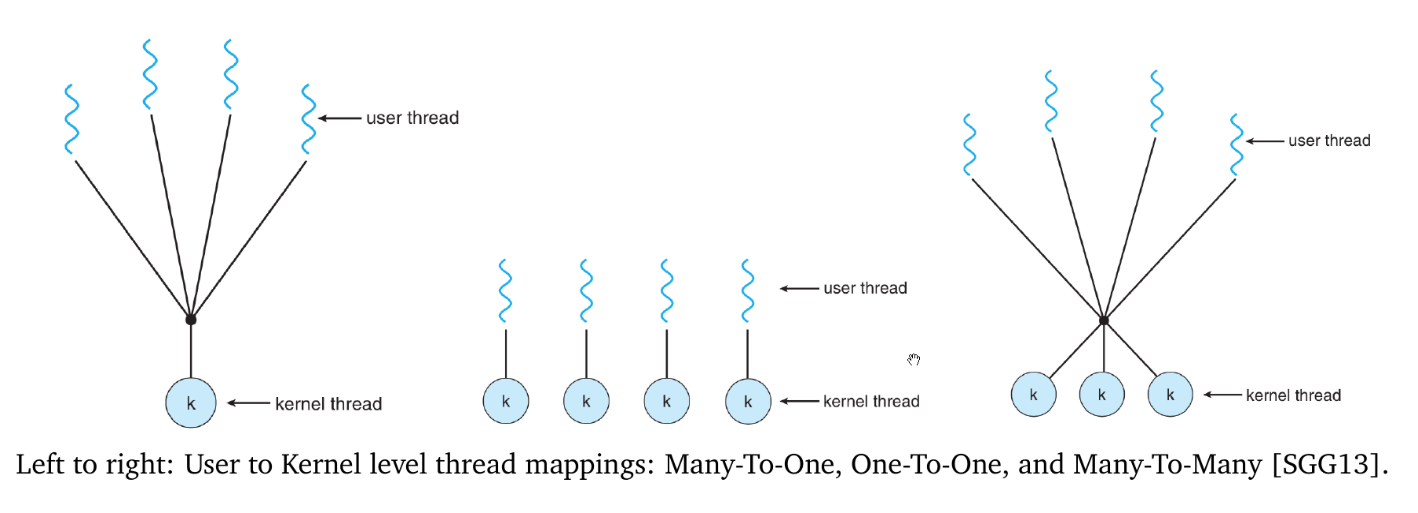 user thread
k
kernel thread
user thread
k
k
k
k
kernel thread
user thread
k
k
k
kernel thread
Left to right: User to Kernel level thread mappings: Many-To-One, One-To-One, and Many-To-Many [SGG13].